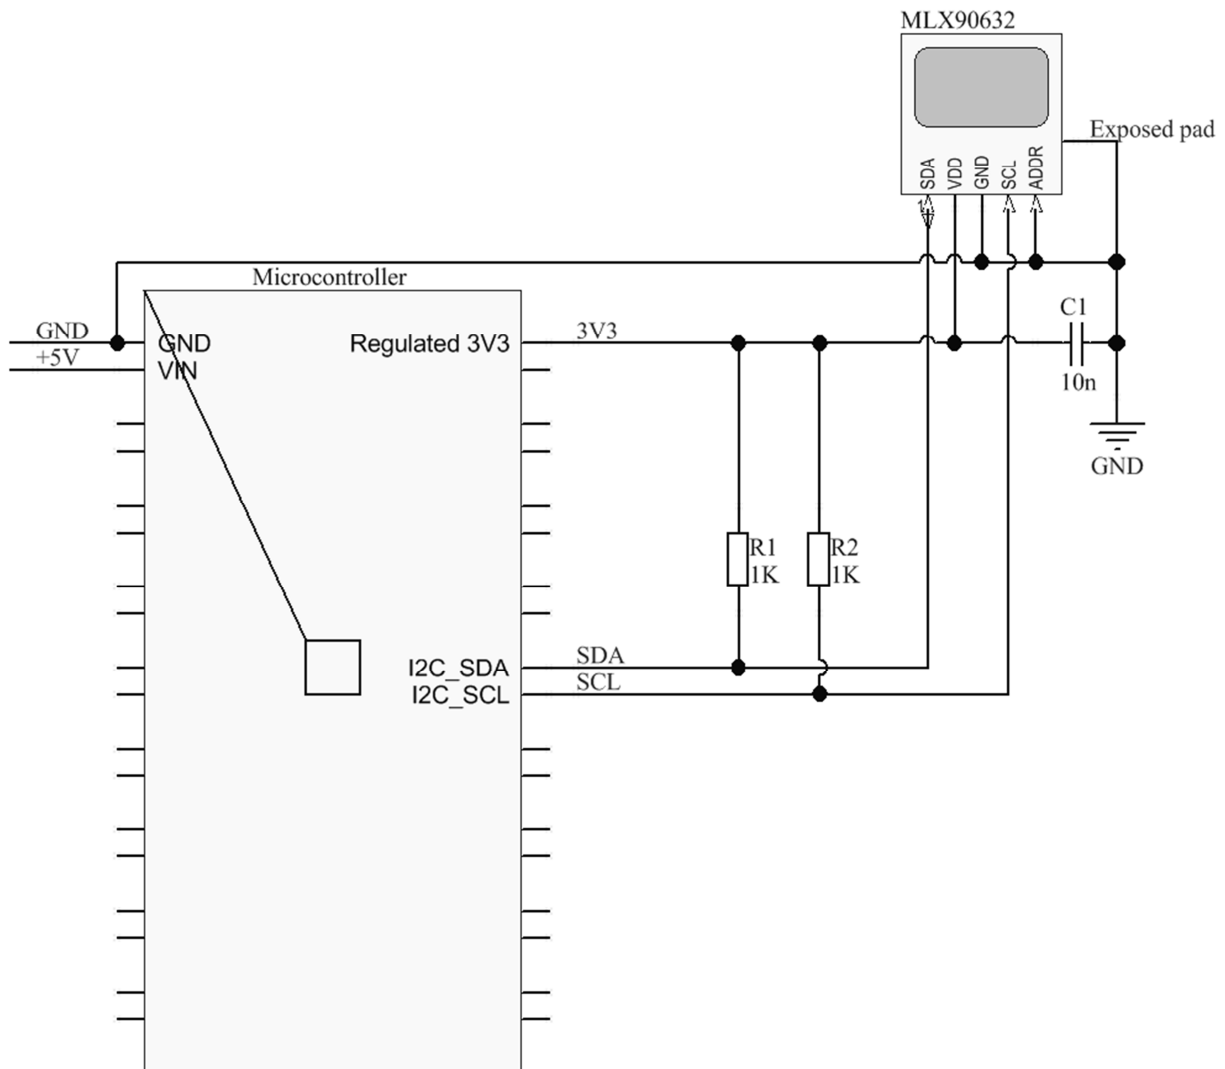 MLX90632
Exposed pad
SDA
VDD
GND
SCL
ADDR
Microcontroller
GND
+5V
GND
VIN
Regulated 3V3
3V3
C1
10n
GND
R1
1K
R2
1K
I2C_SDA
I2C_SCL
SDA
SCL